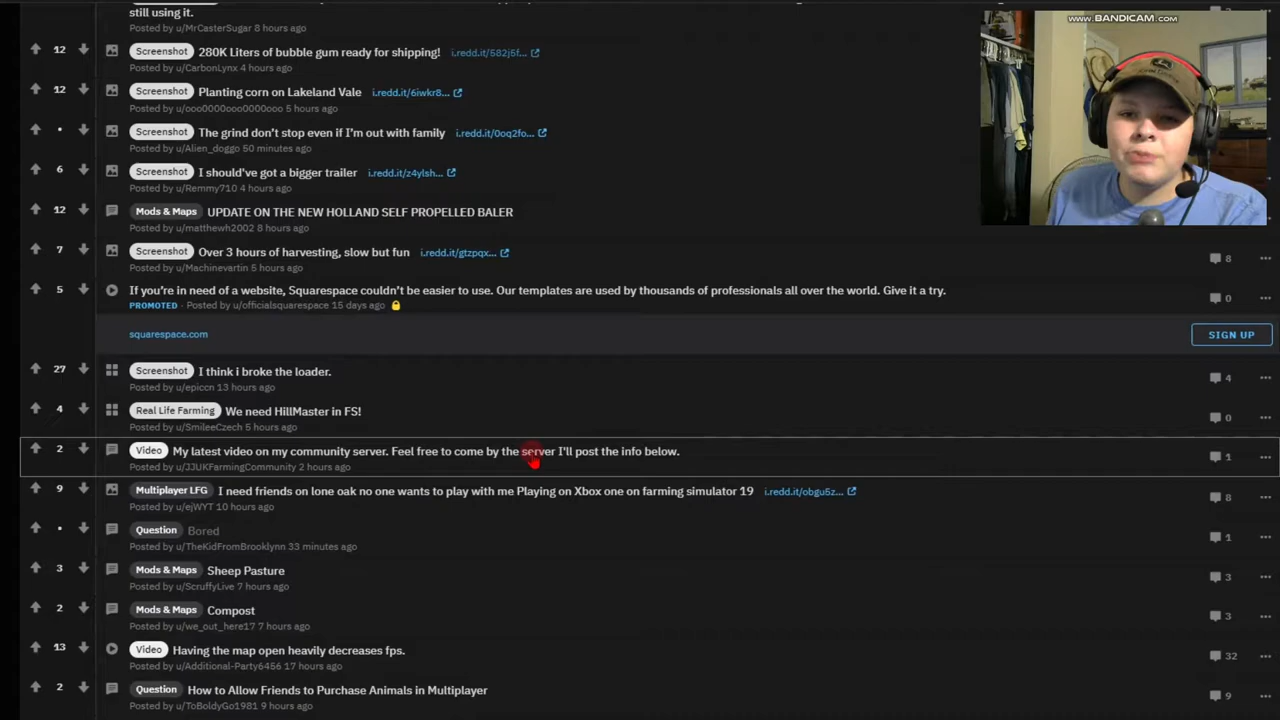 still using it.
Posted by u/MrCasterSugar 8 hours ago
WWW.BANDICAM.COM
12 Screenshot 280K Liters of bubble gum ready for shipping! i.redd.it/582j5f...
Posted by u/CarbonLynx 4 hours ago
12 Screenshot Planting corn on Lakeland Vale i.redd.it/6iwkr8...
Posted by u/ooo0000ooo0000ooo 5 hours ago
• Screenshot The grind don't stop even if I'm out with family i.redd.it/0oq2fo...
Posted by u/Alien_doggo 50 minutes ago
6 Screenshot I should've got a bigger trailer i.redd.it/z4ylsh...
Posted by u/Remmy710 4 hours ago
12 Mods & Maps UPDATE ON THE NEW HOLLAND SELF PROPELLED BALER
Posted by u/matthewh2002 8 hours ago
7 Screenshot Over 3 hours of harvesting, slow but fun i.redd.it/gtzpqx... 8
Posted by u/Machinevartin 5 hours ago
5 If you're in need of a website, Squarespace couldn't be easier to use. Our templates are used by thousands of professionals all over the world. Give it a try. 0
PROMOTED · Posted by u/officialsquarespace 15 days ago
squarespace.com SIGN UP
27 Screenshot I think i broke the loader. 4
Posted by u/epiccn 13 hours ago
4 Real Life Farming We need HillMaster in FS! 0
Posted by u/SmileeCzech 5 hours ago
2 Video My latest video on my community server. Feel free to come by the server I'll post the info below. 1
Posted by u/JJUKFarmingCommunity 2 hours ago
9 Multiplayer LFG I need friends on lone oak no one wants to play with me Playing on Xbox one on farming simulator 19 i.redd.it/obgu5z... 8
Posted by u/ejWYT 10 hours ago
• Question Bored 1
Posted by u/TheKidFromBrooklynn 33 minutes ago
3 Mods & Maps Sheep Pasture 3
Posted by u/ScruffyLive 7 hours ago
2 Mods & Maps Compost 3
Posted by u/we_out_here17 7 hours ago
13 Video Having the map open heavily decreases fps. 32
Posted by u/Additional-Party6456 17 hours ago
2 Question How to Allow Friends to Purchase Animals in Multiplayer 9
Posted by u/ToBoldyGo1981 9 hours ago